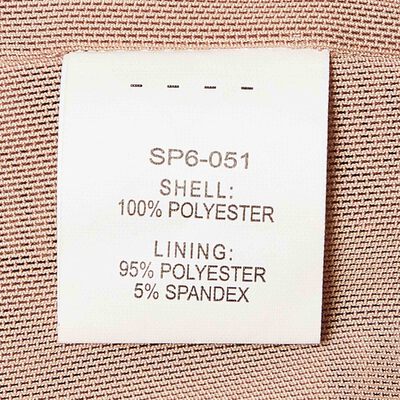 SP6-051
SHELL:
100% POLYESTER
LINING:
95% POLYESTER
5% SPANDEX